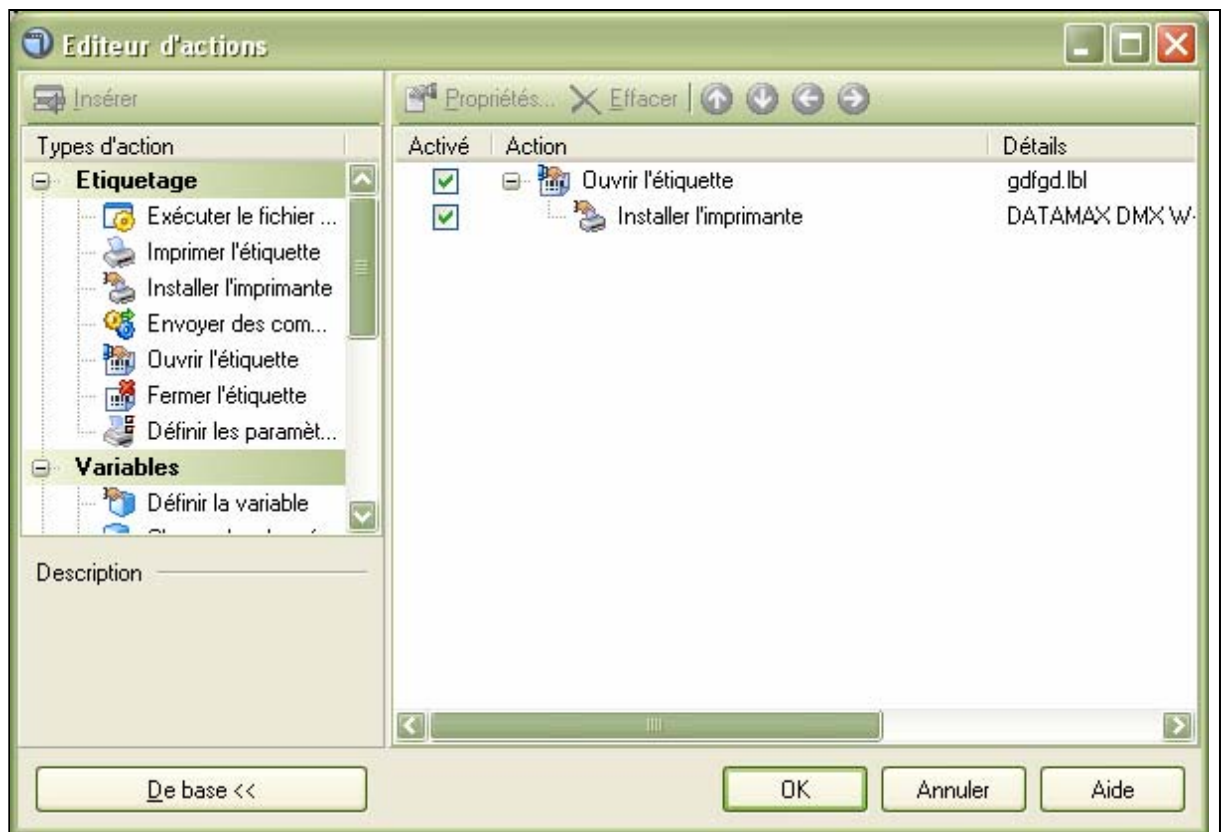 Editeur d'actions
Insérer
Propriétés... Effacer
Types d'action
Activé Action Détails
Etiquetage
Exécuter le fichier ...
Imprimer l'étiquette
Installer l'imprimante
Envoyer des com...
Ouvrir l'étiquette
Fermer l'étiquette
Définir les paramèt...
Variables
Définir la variable
Ouvrir l'étiquette gdfgd.lbl
Installer l'imprimante DATAMAX DMX W-
Description
De base <<
OK
Annuler
Aide